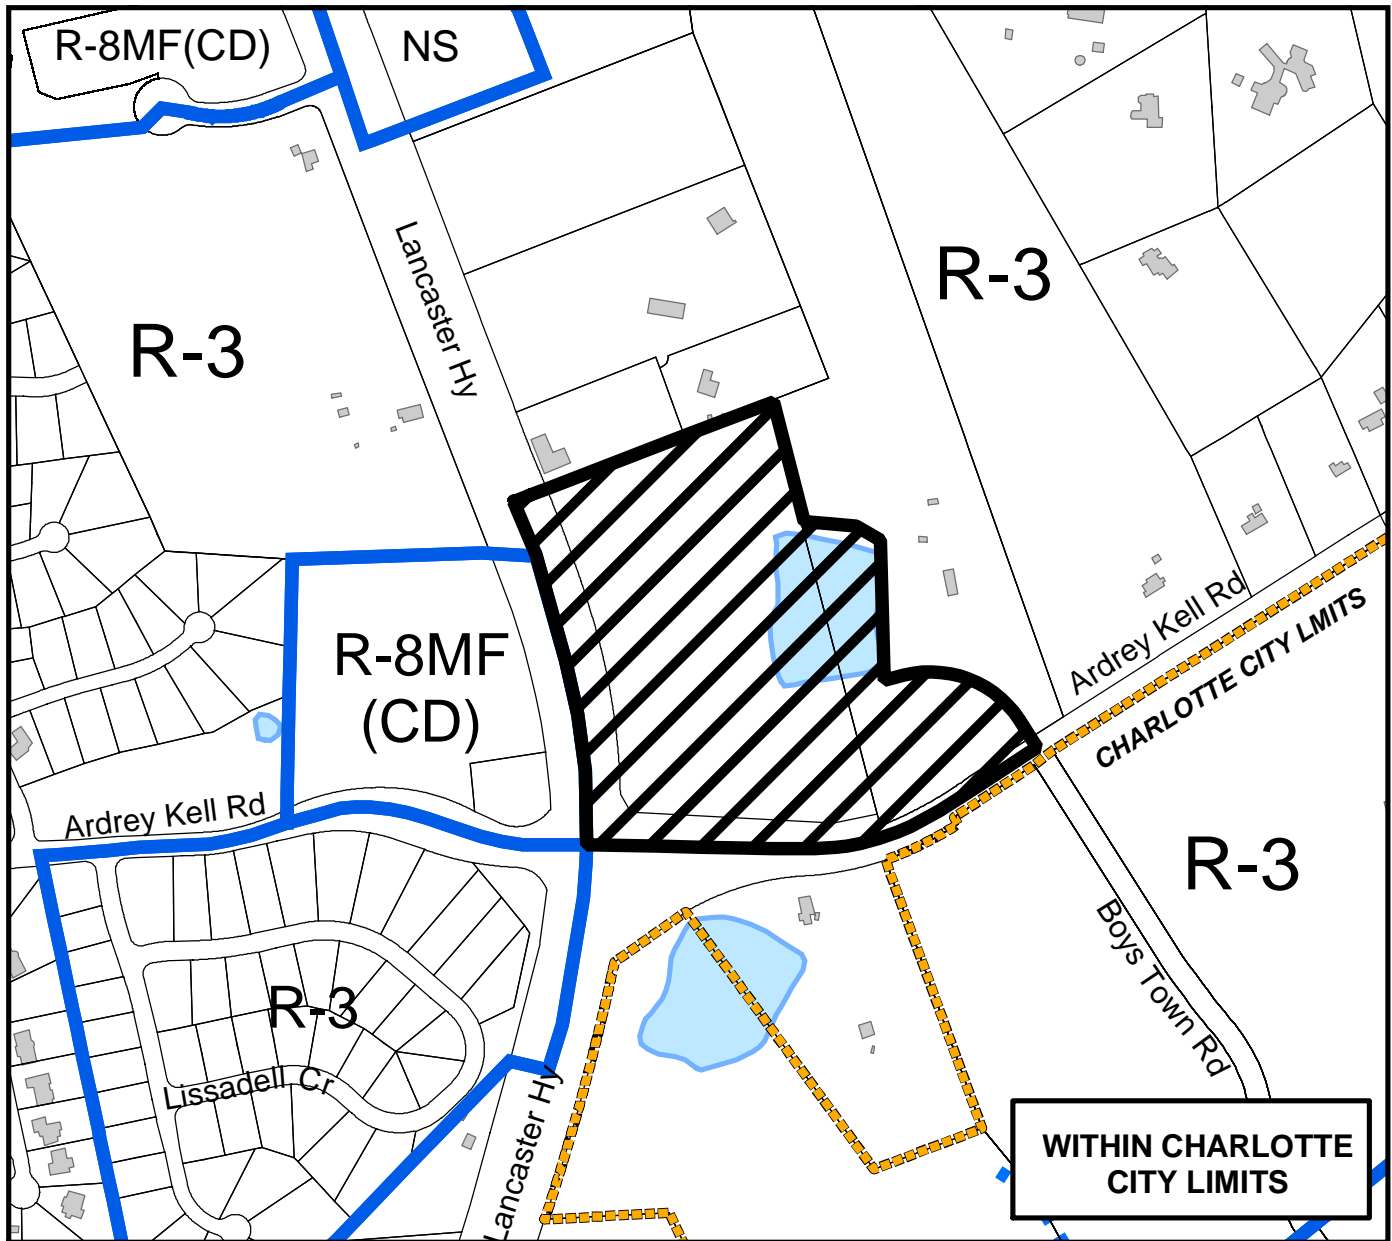 R-8MF(CD)
NS
Lancaster Hy
R-3
R-3
R-8MF
(CD)
Ardrey Kell Rd
CHARLOTTE CITY LMITS
Ardrey Kell Rd
R-3
Boys Town Rd
R-3
Lissadell Cr
Lancaster Hy
WITHIN CHARLOTTE
CITY LIMITS